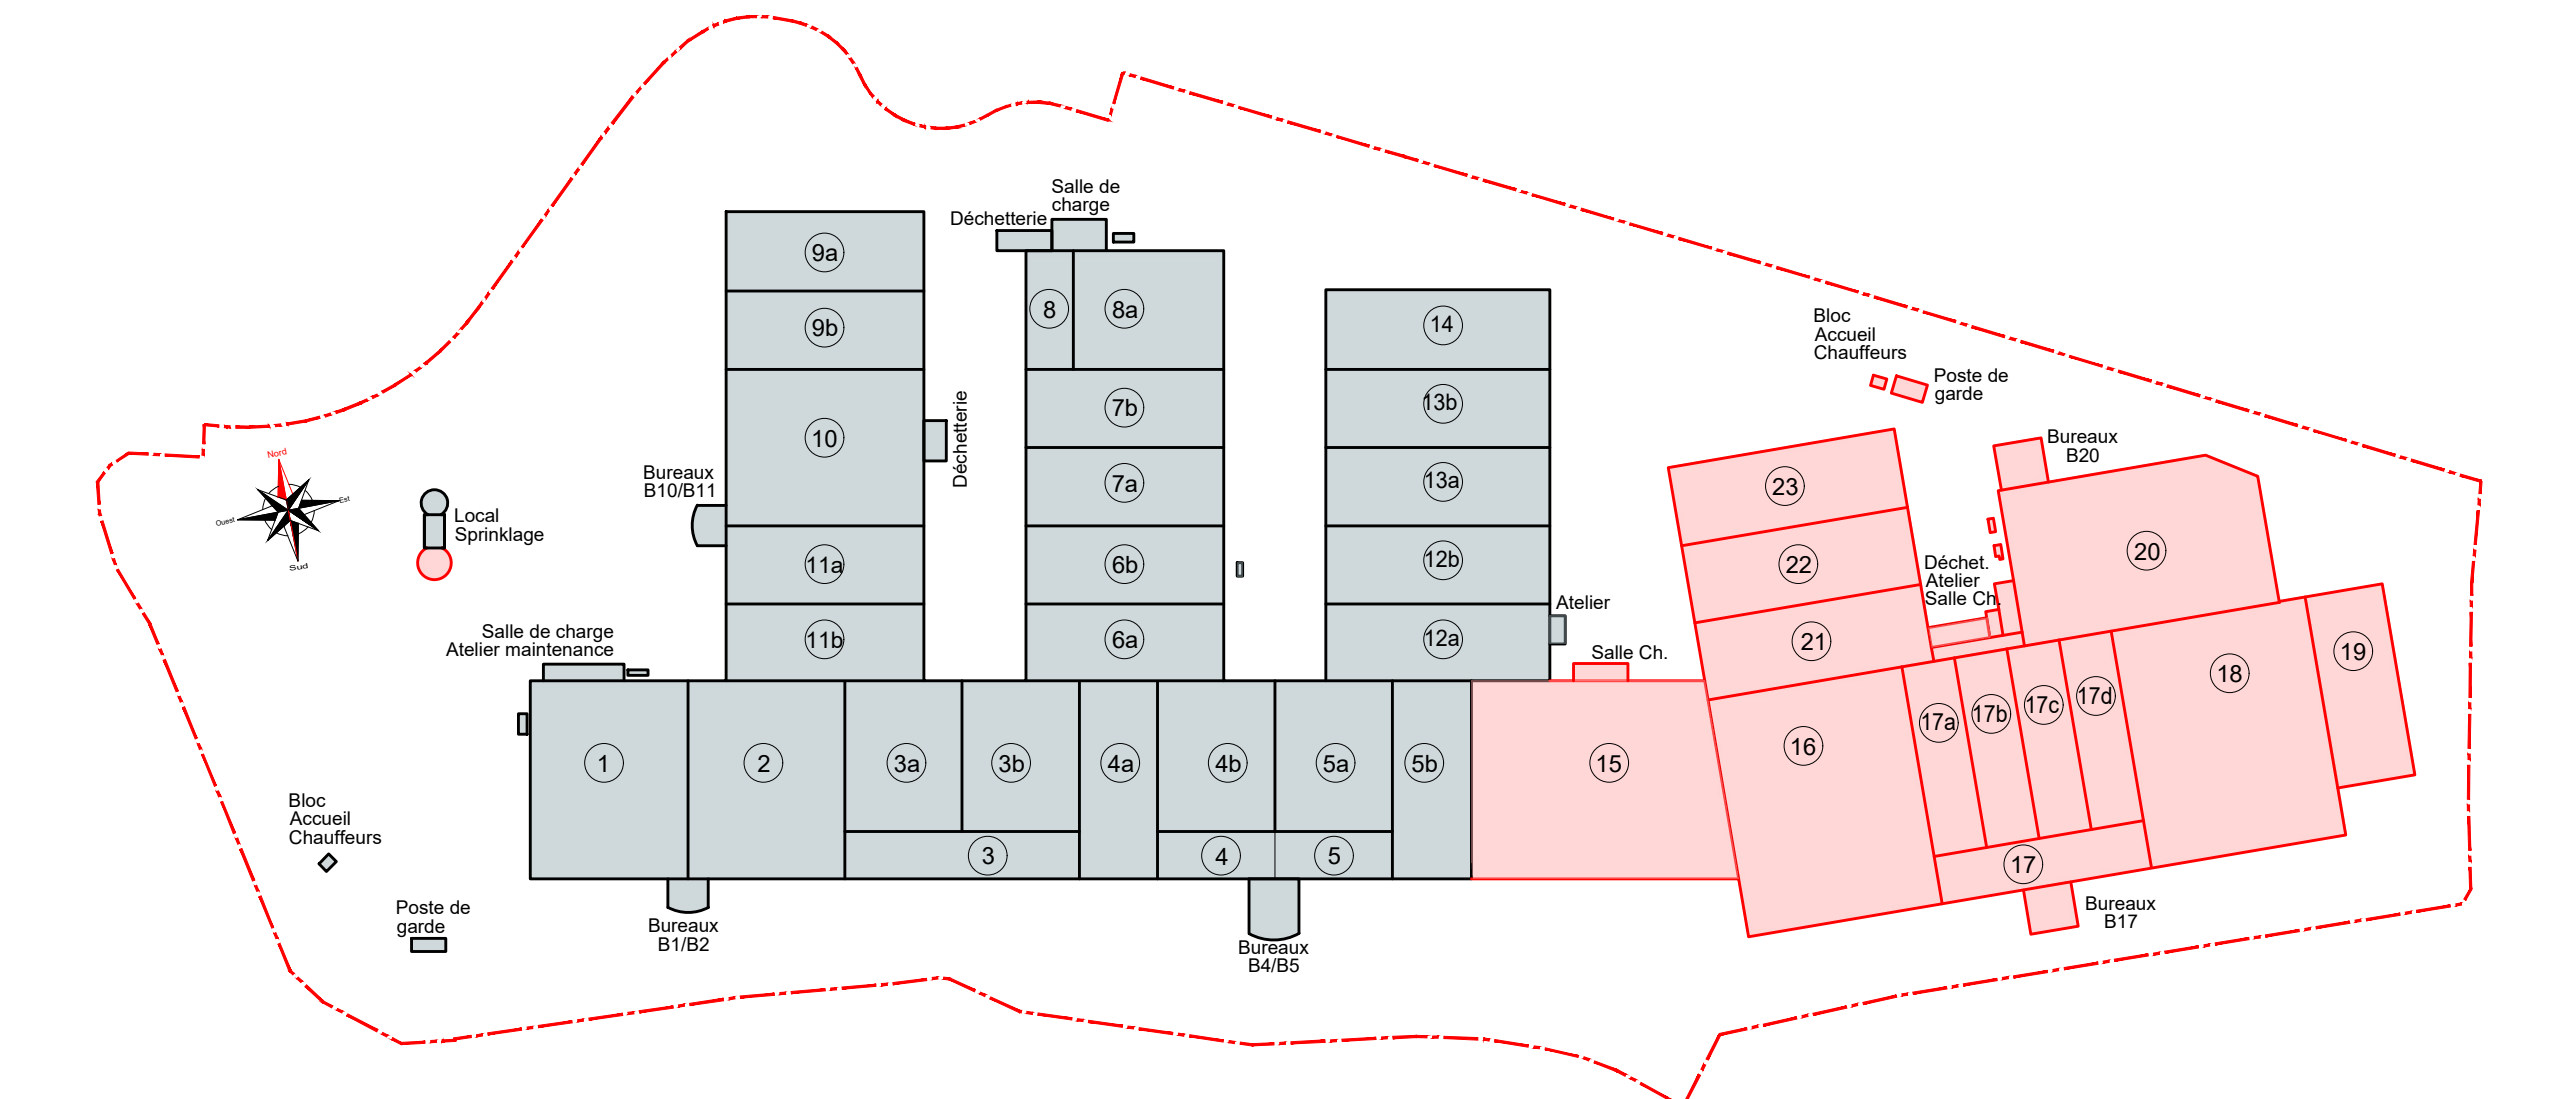 Salle de
charge
Déchetterie
9a
9b
10
11a
11b
Déchetterie
Bureaux
B10/B11
8
8a
7b
7a
6b
6a
14
13b
13a
12b
12a
Atelier
Salle Ch.
Bloc
Accueil
Chauffeurs
Poste de
garde
Bureaux
B20
23
22
21
20
Déchet.
Atelier
Salle Ch.
19
18
17d
17c
17b
17a
16
17
15
Bureaux
B17
Nord
Est
Ouest
Sud
Local
Sprinklage
Salle de charge
Atelier maintenance
1
2
3a
3b
4a
4b
5a
5b
3
4
5
Bloc
Accueil
Chauffeurs
Poste de
garde
Bureaux
B1/B2
Bureaux
B4/B5